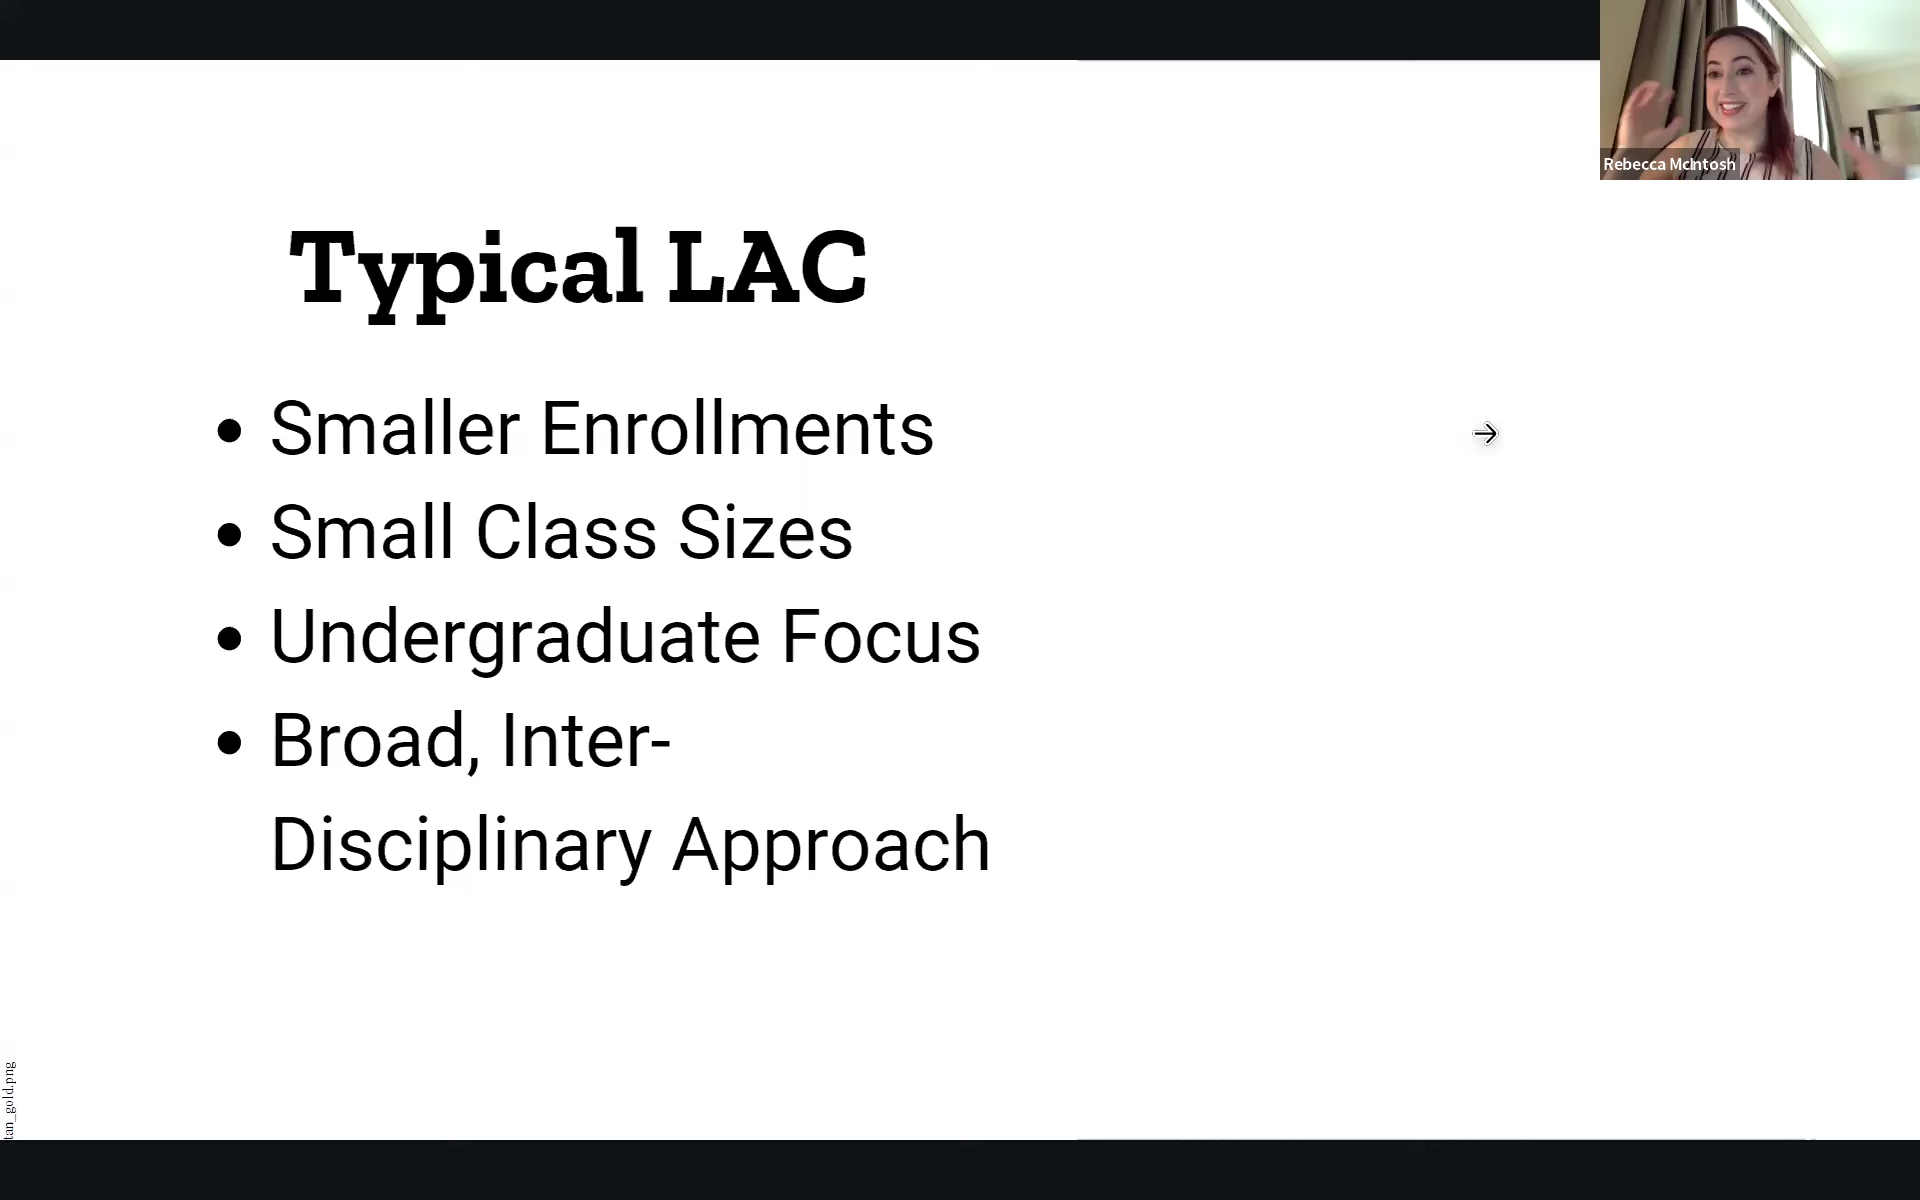 Rebecca McIntosh
Typical LAC
• Smaller Enrollments
• Small Class Sizes
• Undergraduate Focus
• Broad, Inter-
Disciplinary Approach
tan_gold.png